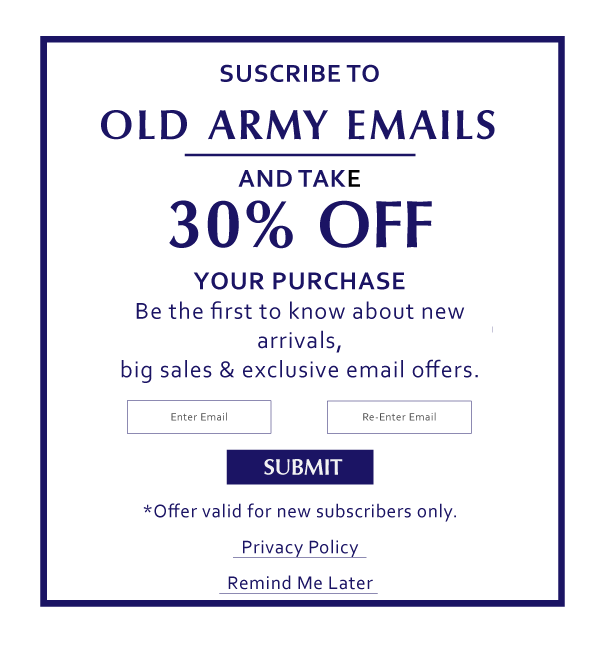 SUSCRIBE TO
OLD ARMY EMAILS
AND TAKE
30% OFF
YOUR PURCHASE
Be the first to know about new
arrivals,
big sales & exclusive email offers.
Enter Email Re-Enter Email
SUBMIT
*Offer valid for new subscribers only.
Privacy Policy
Remind Me Later